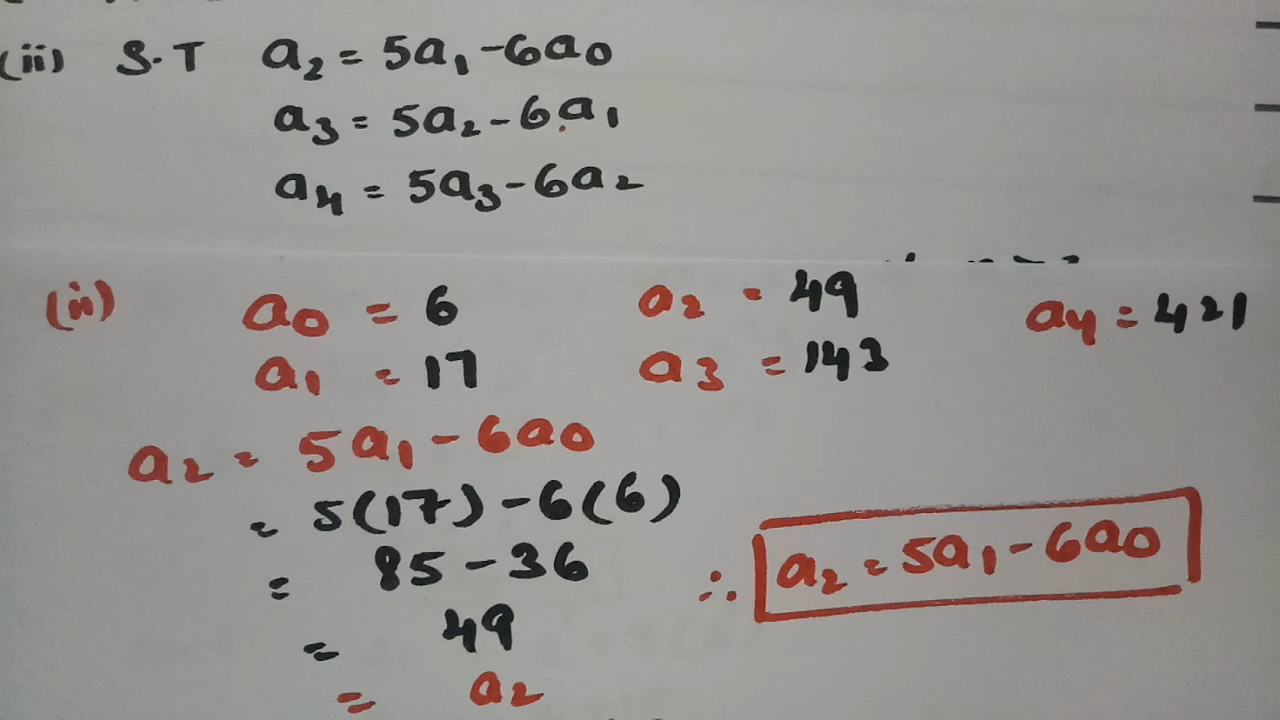 (ii) S.T a₂ = 5a₁ - 6a₀
a₃ = 5a₂ - 6a₁
a₄ = 5a₃ - 6a₂
(ii) a₀ = 6 a₂ = 49 a₄ = 421
a₁ = 17 a₃ = 143
a₂ = 5a₁ - 6a₀
= 5(17) - 6(6)
= 85 - 36
= 49
= a₂
∴ a₂ = 5a₁ - 6a₀